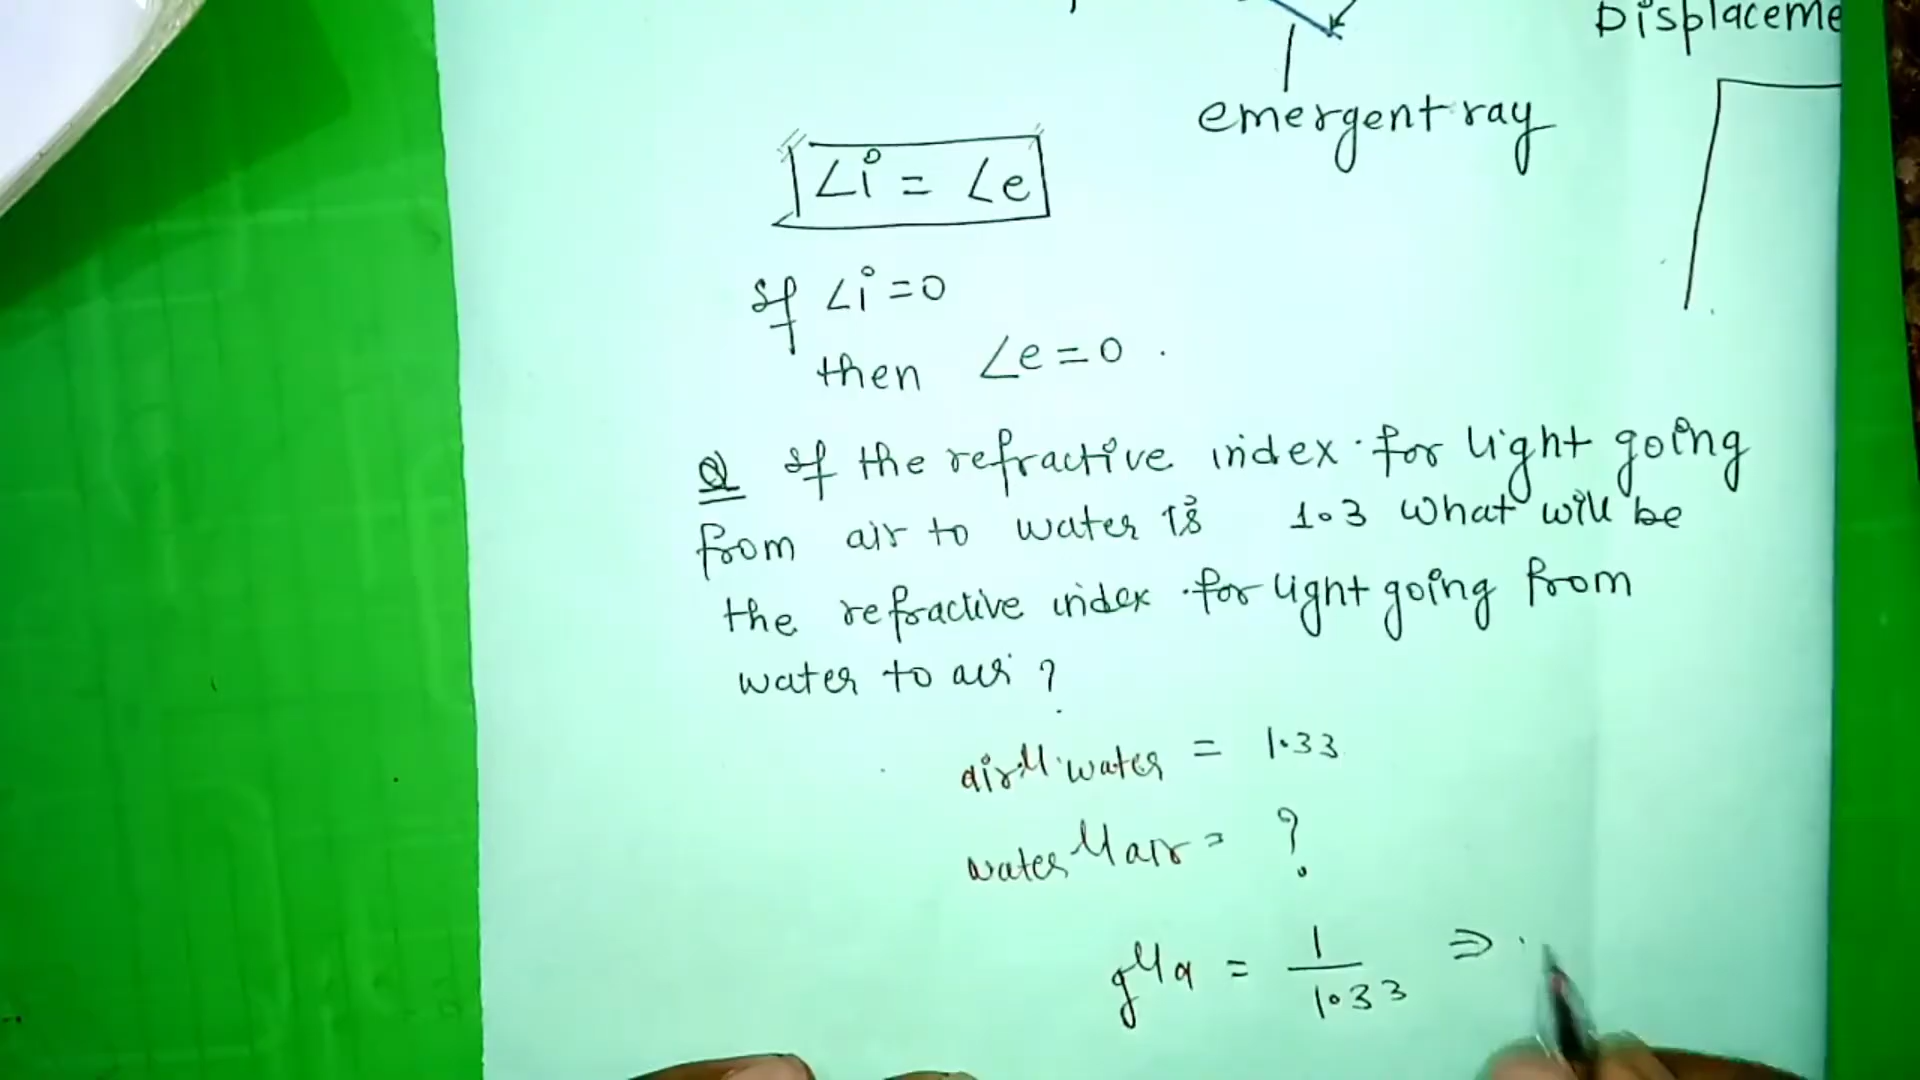 Displaceme
emergent ray
∠i = ∠e
If ∠i = 0
then ∠e = 0 .
Q If the refractive index for light going
from air to water is 1.3 what will be
the refractive index for light going from
water to air ?
airμwater = 1.33
waterμair = ?
gμa = 1/1.33 ⇒